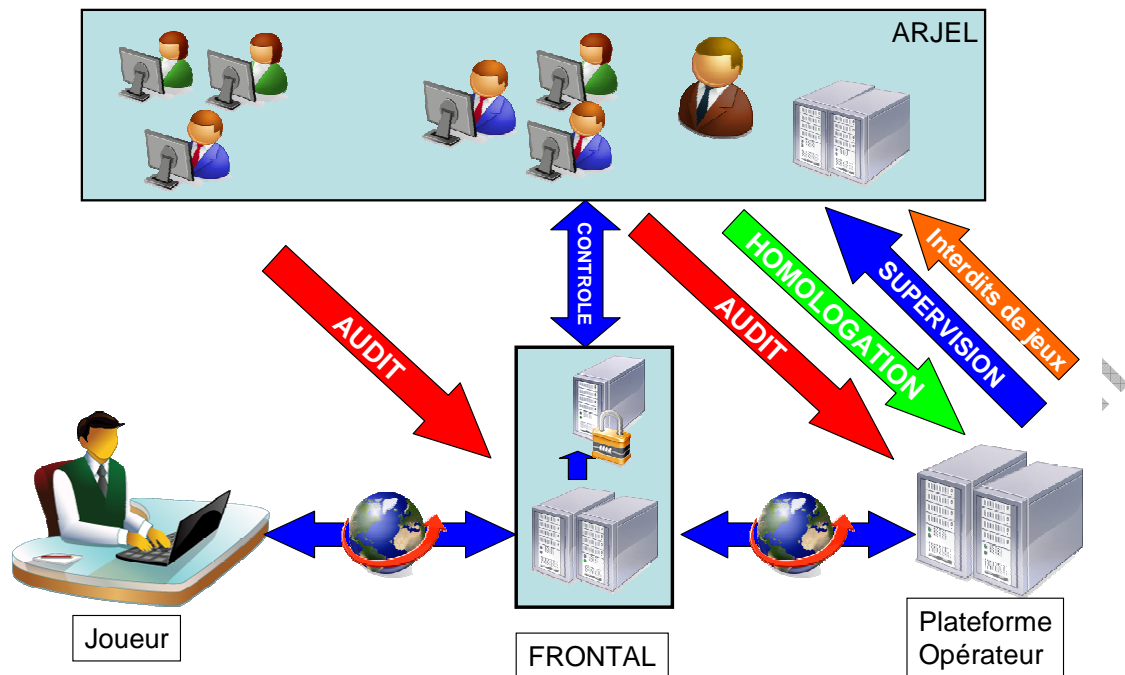 ARJEL
CONTROLE
AUDIT
AUDIT
HOMOLOGATION
SUPERVISION
Interdits de jeux
Joueur
FRONTAL
Plateforme
Opérateur